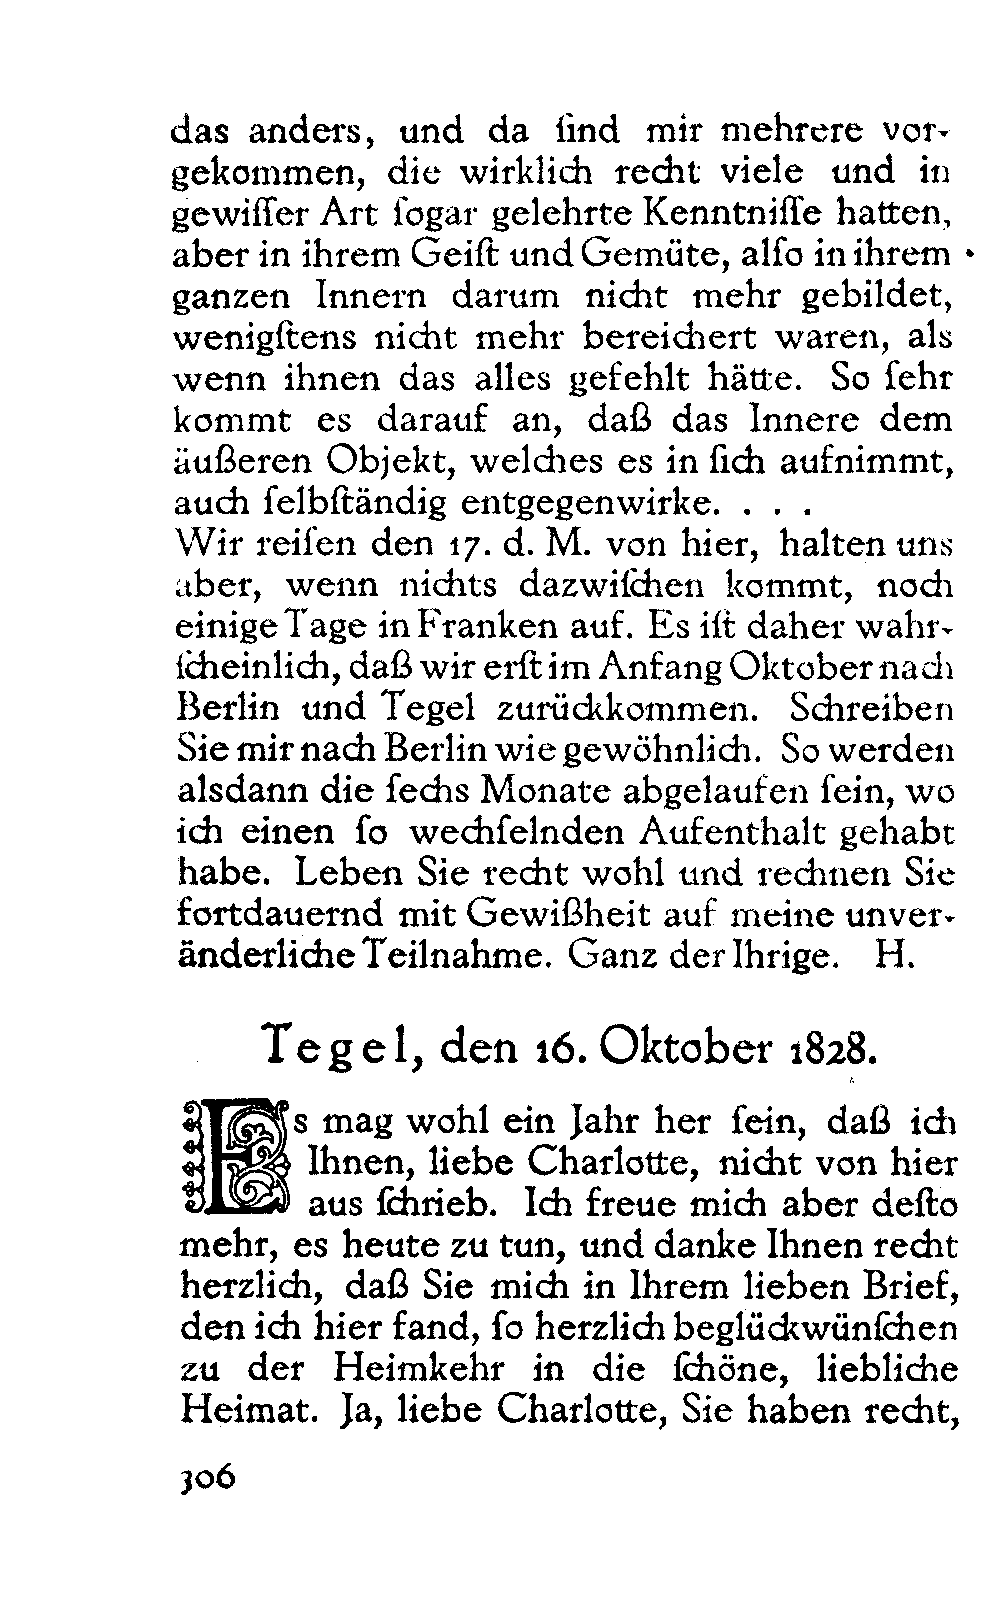 das anders, und da ſind mir mehrere vor-
gekommen, die wirklich recht viele und in
gewiſſer Art ſogar gelehrte Kenntniſſe hatten,
aber in ihrem Geiſt und Gemüte, alſo in ihrem
ganzen Innern darum nicht mehr gebildet,
wenigſtens nicht mehr bereichert waren, als
wenn ihnen das alles gefehlt hätte. So ſehr
kommt es darauf an, daß das Innere dem
äußeren Objekt, welches es in ſich aufnimmt,
auch ſelbſtändig entgegenwirke. . . .
Wir reiſen den 17. d. M. von hier, halten uns
aber, wenn nichts dazwiſchen kommt, noch
einige Tage in Franken auf. Es iſt daher wahr-
ſcheinlich, daß wir erſt im Anfang Oktober nach
Berlin und Tegel zurückkommen. Schreiben
Sie mir nach Berlin wie gewöhnlich. So werden
alsdann die ſechs Monate abgelaufen ſein, wo
ich einen ſo wechſelnden Aufenthalt gehabt
habe. Leben Sie recht wohl und rechnen Sie
fortdauernd mit Gewißheit auf meine unver-
änderliche Teilnahme. Ganz der Ihrige. H.
Tegel, den 16. Oktober 1828.
Es mag wohl ein Jahr her ſein, daß ich
Ihnen, liebe Charlotte, nicht von hier
aus ſchrieb. Ich freue mich aber deſto
mehr, es heute zu tun, und danke Ihnen recht
herzlich, daß Sie mich in Ihrem lieben Brief,
den ich hier fand, ſo herzlich beglückwünſchen
zu der Heimkehr in die ſchöne, liebliche
Heimat. Ja, liebe Charlotte, Sie haben recht,
306